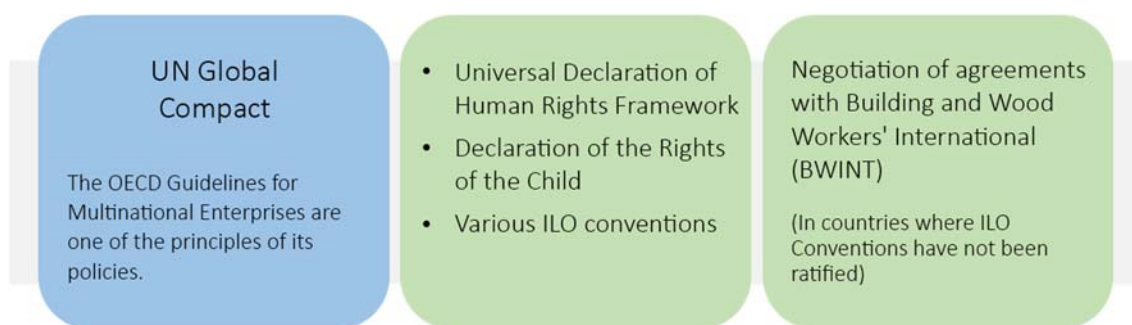 UN Global
Compact
The OECD Guidelines for
Multinational Enterprises are
one of the principles of its
policies.
• Universal Declaration of
Human Rights Framework
• Declaration of the Rights
of the Child
• Various ILO conventions
Negotiation of agreements
with Building and Wood
Workers' International
(BWINT)
(In countries where ILO
Conventions have not been
ratified)